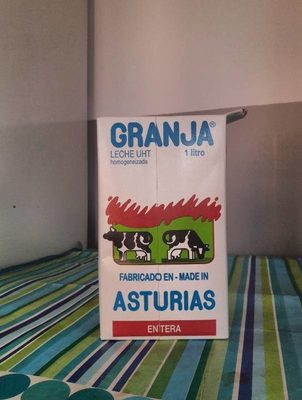 GRANJA®
LECHE UHT 1 litro
homogeneizada
FABRICADO EN - MADE IN
ASTURIAS
ENTERA